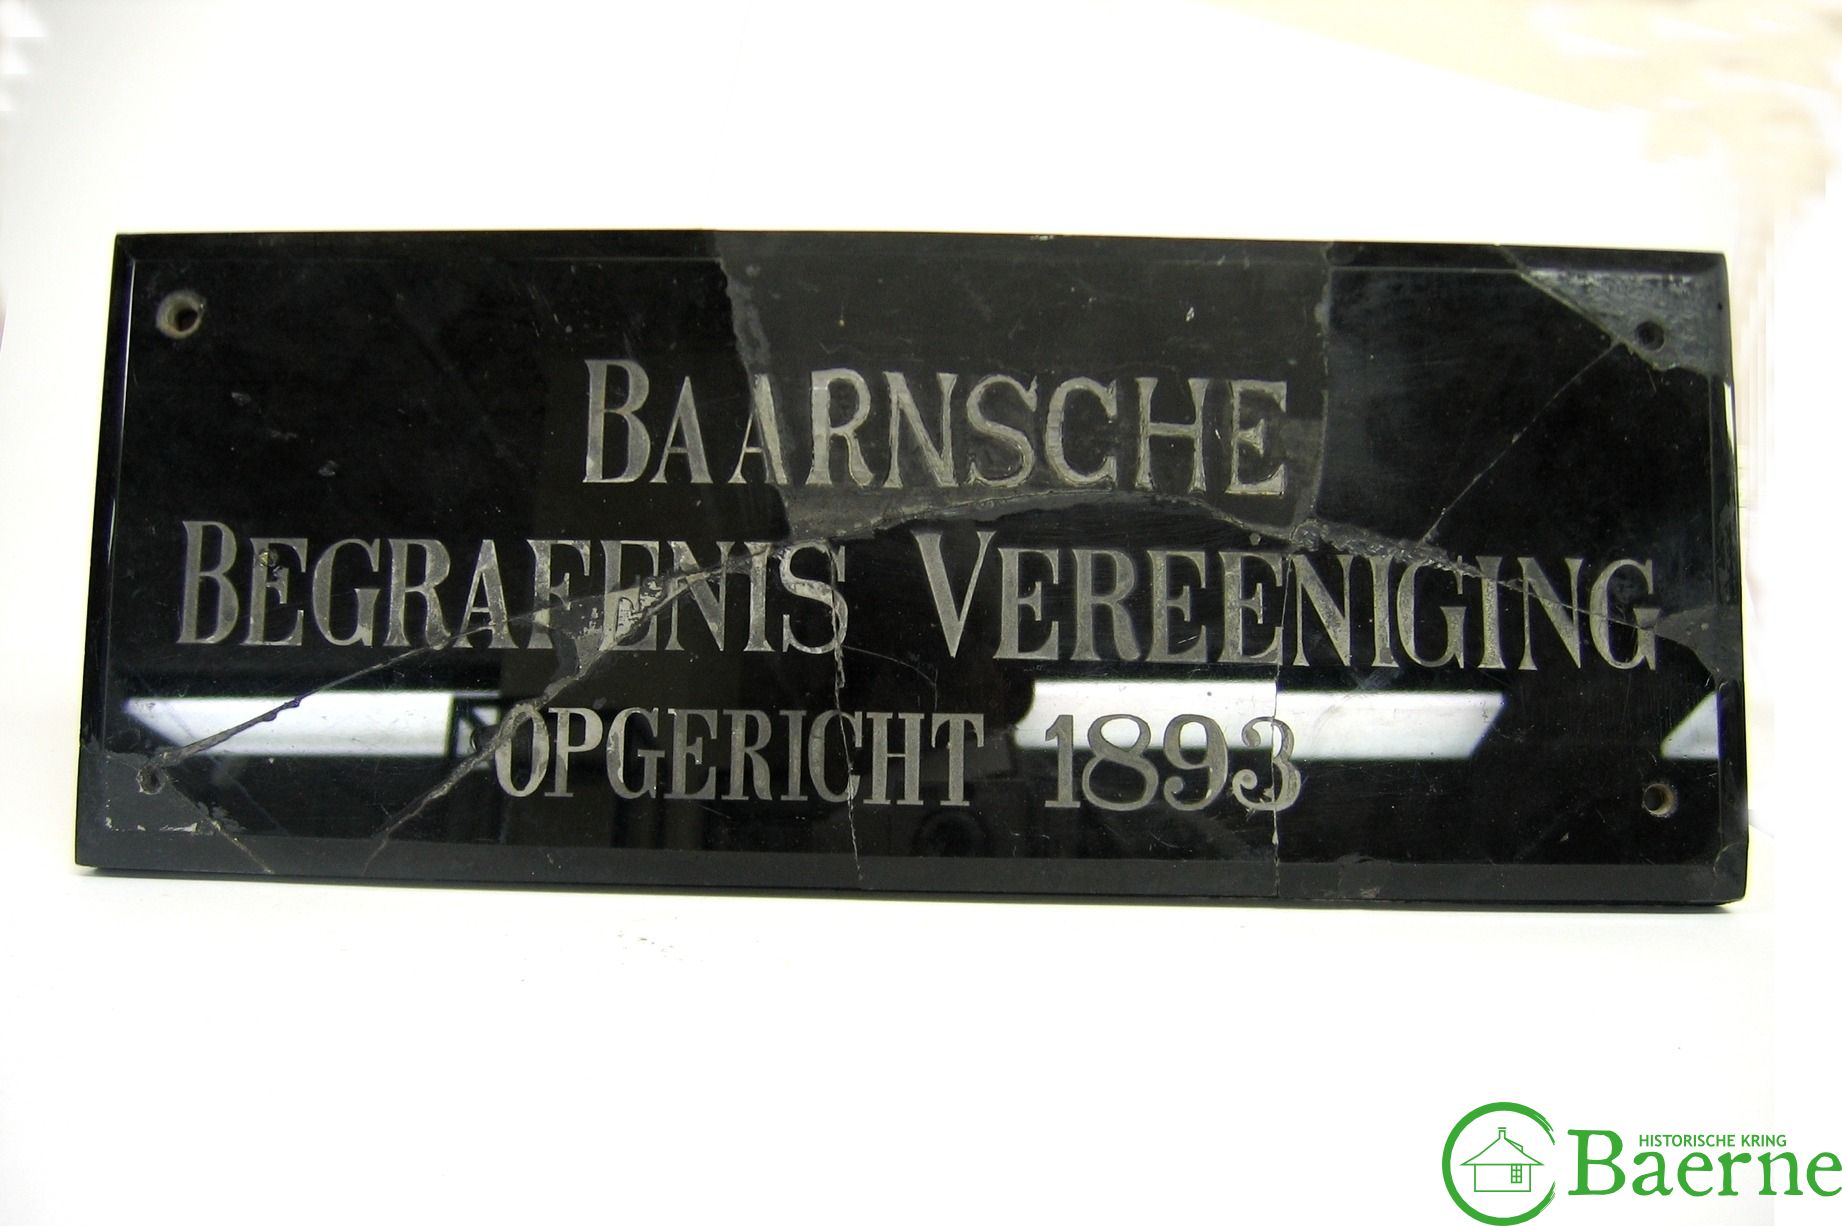 BAARNSCHE
BEGRAFENIS VEREENIGING
OPGERICHT 1893
HISTORISCHE KRING
Baerne